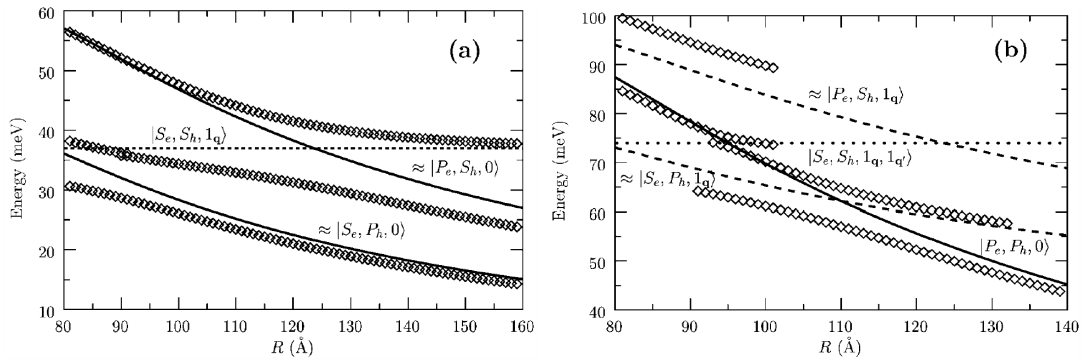 60
50
40
30
20
10
Energy (meV)
(a)
|S_e, S_h, 1_q⟩
≈ |P_e, S_h, 0⟩
≈ |S_e, P_h, 0⟩
80 90 100 110 120 130 140 150 160
R (Å)
100
90
80
70
60
50
40
Energy (meV)
(b)
≈ |P_e, S_h, 1_q⟩
|S_e, S_h, 1_q, 1_q'⟩
≈ |S_e, P_h, 1_q⟩
|P_e, P_h, 0⟩
80 90 100 110 120 130 140
R (Å)